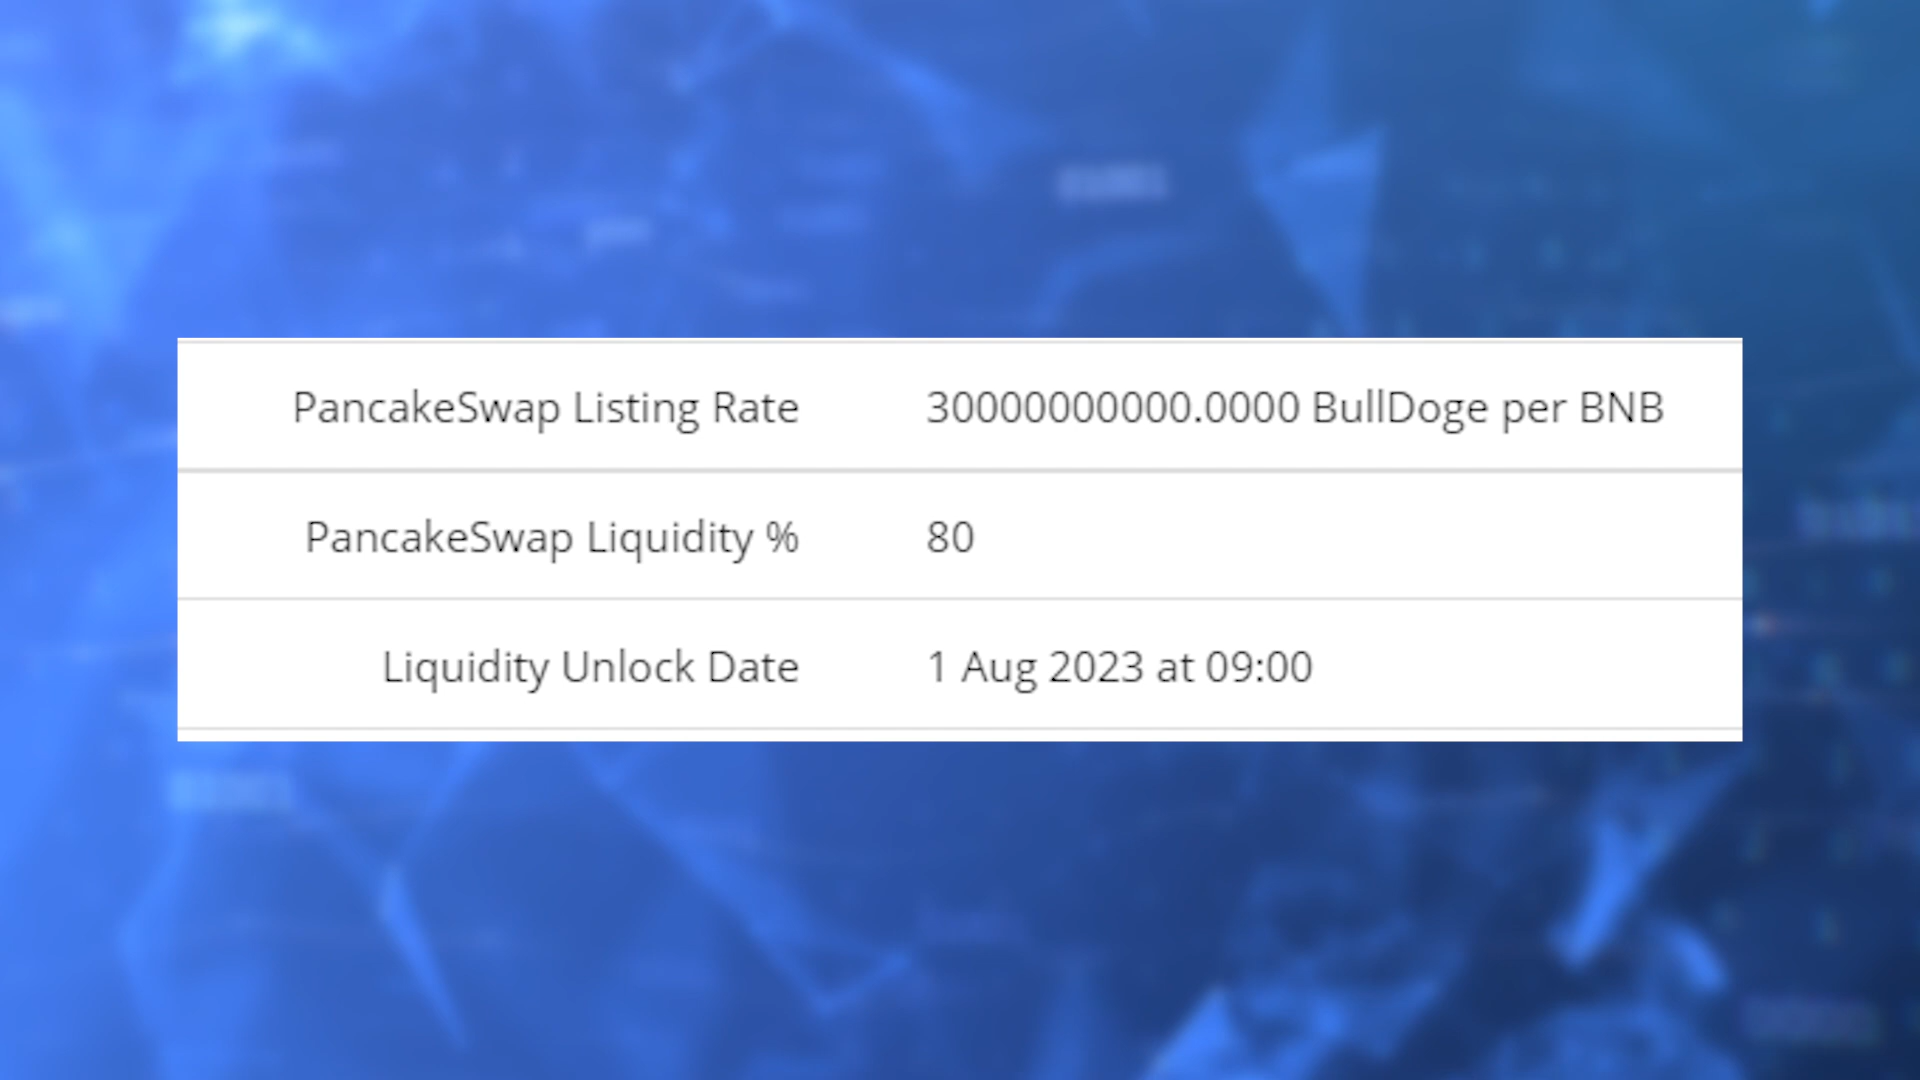 PancakeSwap Listing Rate 30000000000.0000 BullDoge per BNB
PancakeSwap Liquidity % 80
Liquidity Unlock Date 1 Aug 2023 at 09:00